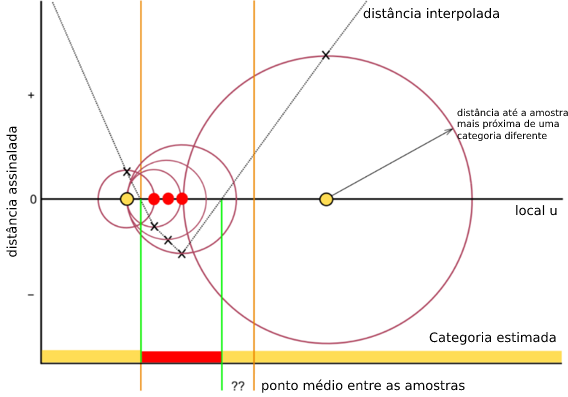 distância interpolada
distância até a amostra
mais próxima de uma
categoria diferente
distância assinalada
+
0
−
local u
Categoria estimada
?? ponto médio entre as amostras